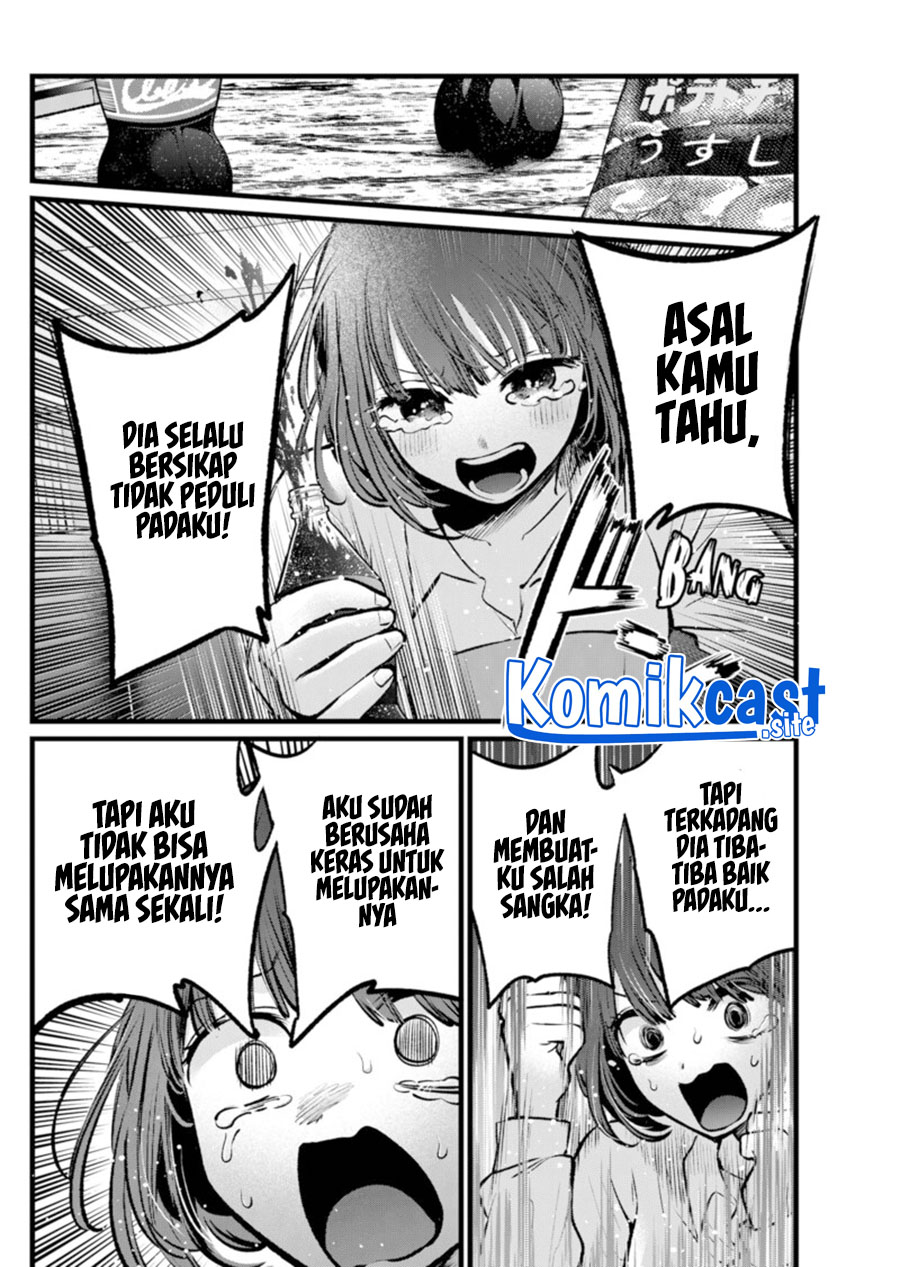 ポテトチ
うすし
ASAL
KAMU
TAHU,
DIA SELALU
BERSIKAP
TIDAK PEDULI
PADAKU!
ド
BANG
Komikcast
.site
TAPI
TERKADANG
DIA TIBA-
TIBA BAIK
PADAKU...
DAN
MEMBUAT-
KU SALAH
SANGKA!
AKU SUDAH
BERUSAHA
KERAS UNTUK
MELUPAKAN-
NYA
TAPI AKU
TIDAK BISA
MELUPAKANNYA
SAMA SEKALI!